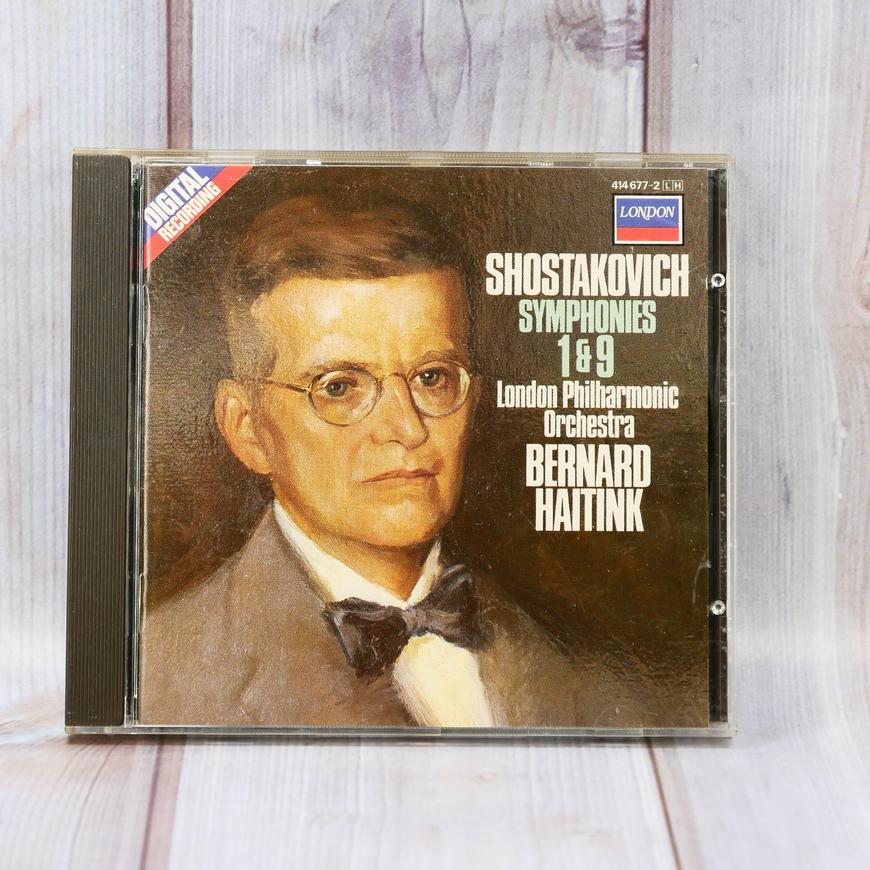 DIGITAL
RECORDING
414 677-2 LH
LONDON
SHOSTAKOVICH
SYMPHONIES
1 & 9
London Philharmonic
Orchestra
BERNARD
HAITINK